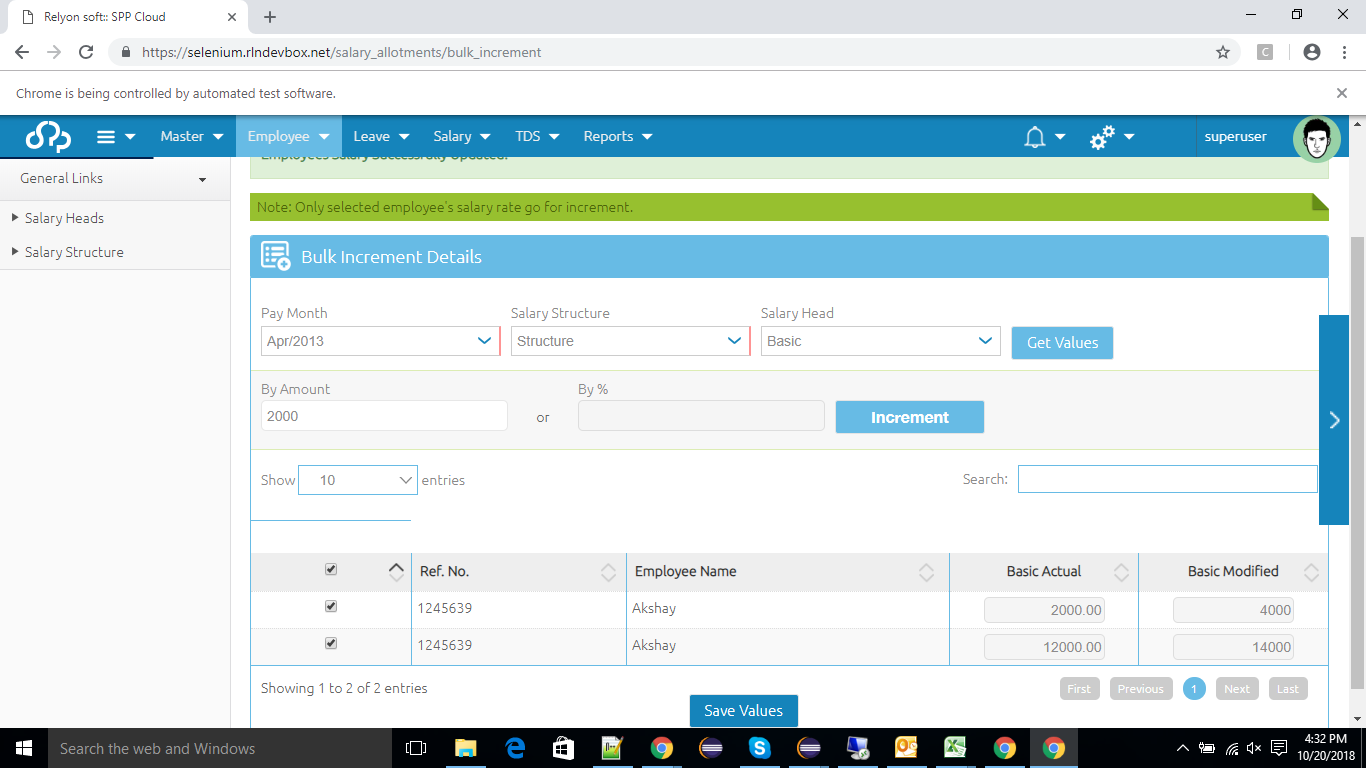 Relyon soft:: SPP Cloud
https://selenium.rlndevbox.net/salary_allotments/bulk_increment
C
Chrome is being controlled by automated test software.
spp Master Employee Leave Salary TDS Reports superuser
General Links
Salary Heads
Salary Structure
Employees Salary Successfully Updated.
Note: Only selected employee's salary rate go for increment.
Bulk Increment Details
Pay Month Salary Structure Salary Head
Apr/2013 Structure Basic Get Values
By Amount By %
2000 or Increment
Show 10 entries Search:
Ref. No. Employee Name Basic Actual Basic Modified
1245639 Akshay 2000.00 4000
1245639 Akshay 12000.00 14000
Showing 1 to 2 of 2 entries First Previous 1 Next Last
Save Values
Search the web and Windows
4:32 PM
10/20/2018